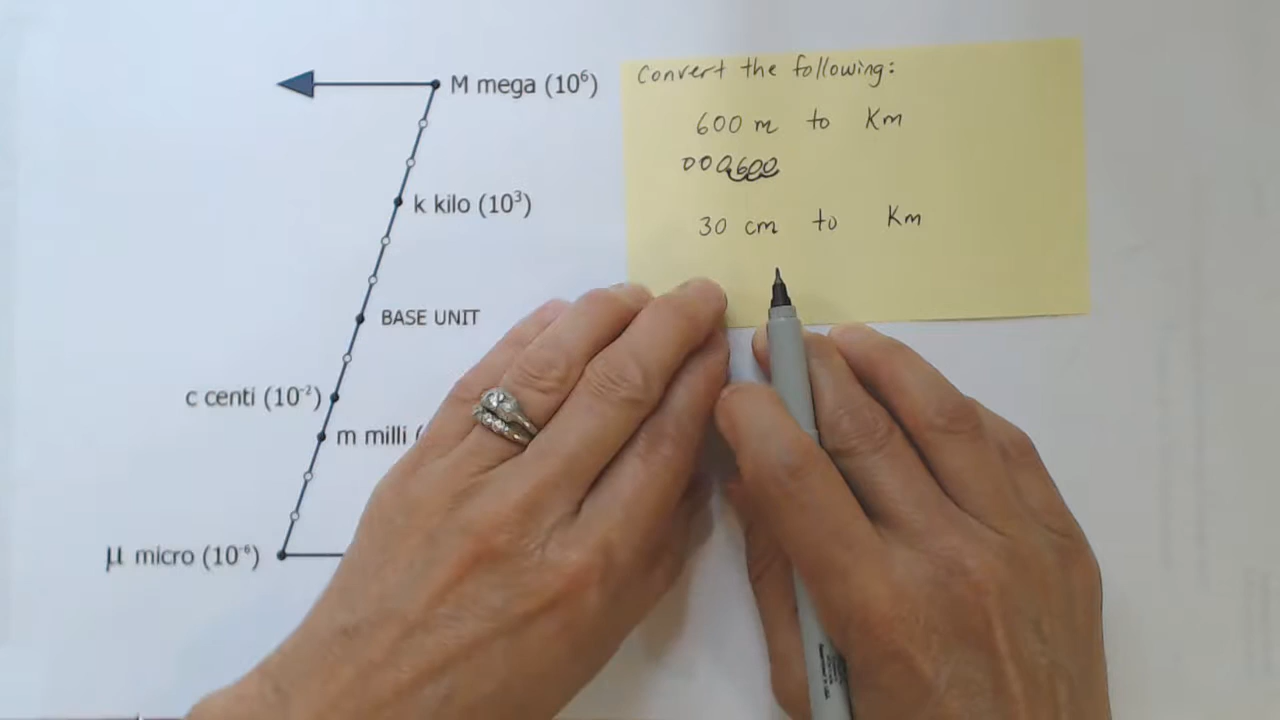 M mega (10⁶)
k kilo (10³)
BASE UNIT
c centi (10⁻²)
m milli (
μ micro (10⁻⁶)
Convert the following:
600 m to Km
000600
30 cm to Km